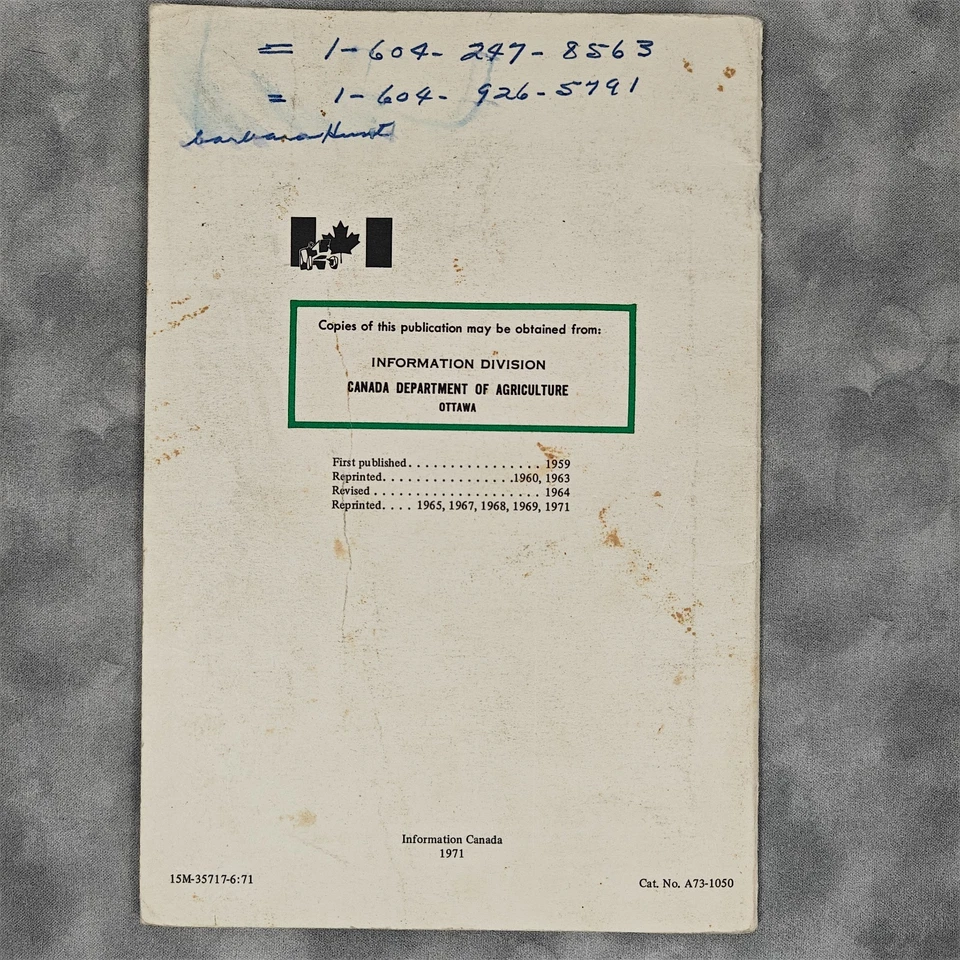 = 1-604-247-8563
= 1-604-926-5791
barbara Hunt
Copies of this publication may be obtained from:
INFORMATION DIVISION
CANADA DEPARTMENT OF AGRICULTURE
OTTAWA
First published................ 1959
Reprinted................1960, 1963
Revised.................... 1964
Reprinted.... 1965, 1967, 1968, 1969, 1971
Information Canada
1971
15M-35717-6:71
Cat. No. A73-1050